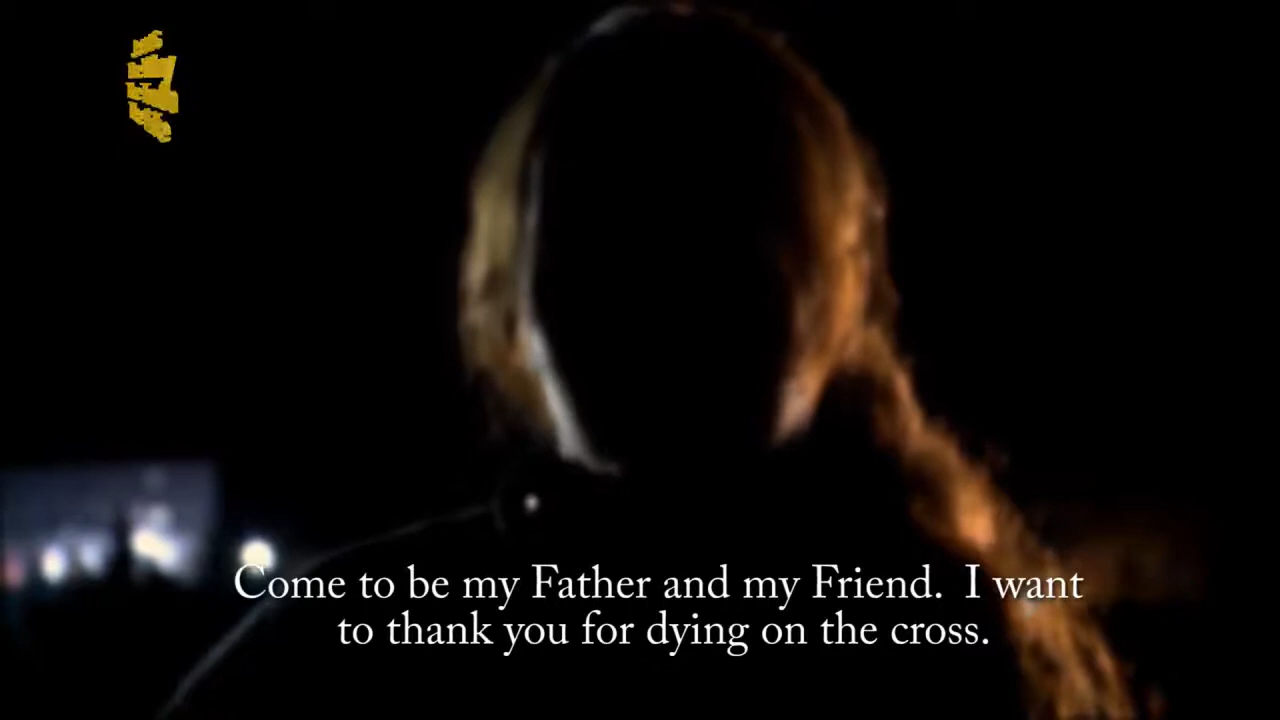 Come to be my Father and my Friend.  I want
to thank you for dying on the cross.